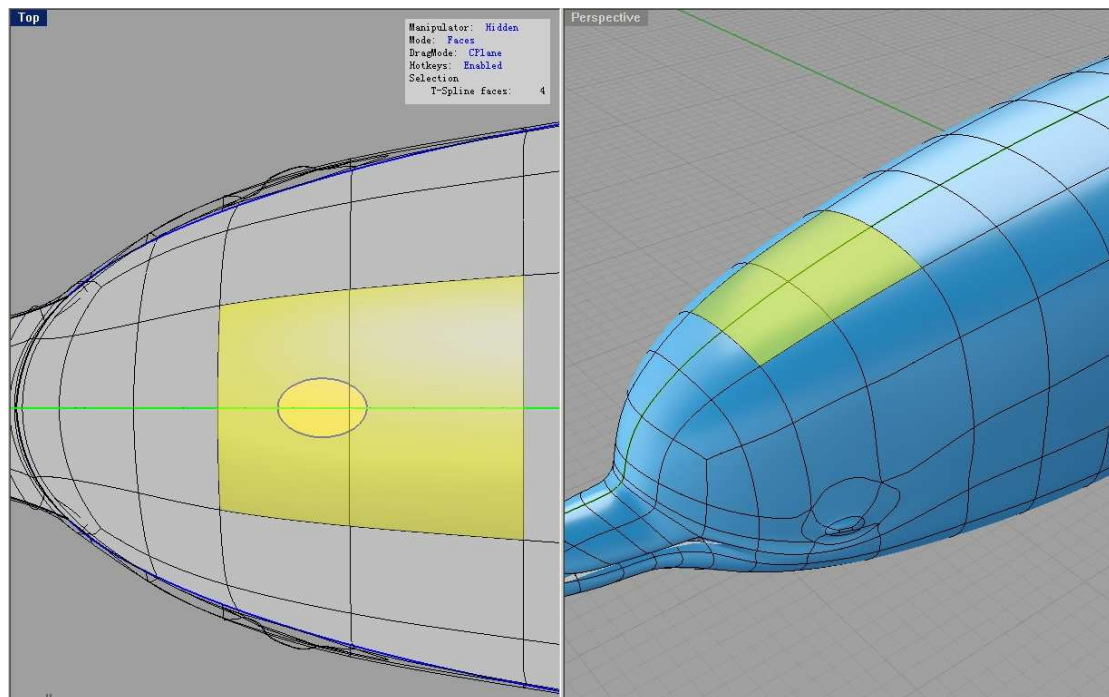 Top
Manipulator: Hidden
Mode: Faces
DragMode: CPlane
Hotkeys: Enabled
Selection
T-Spline faces: 4
Perspective